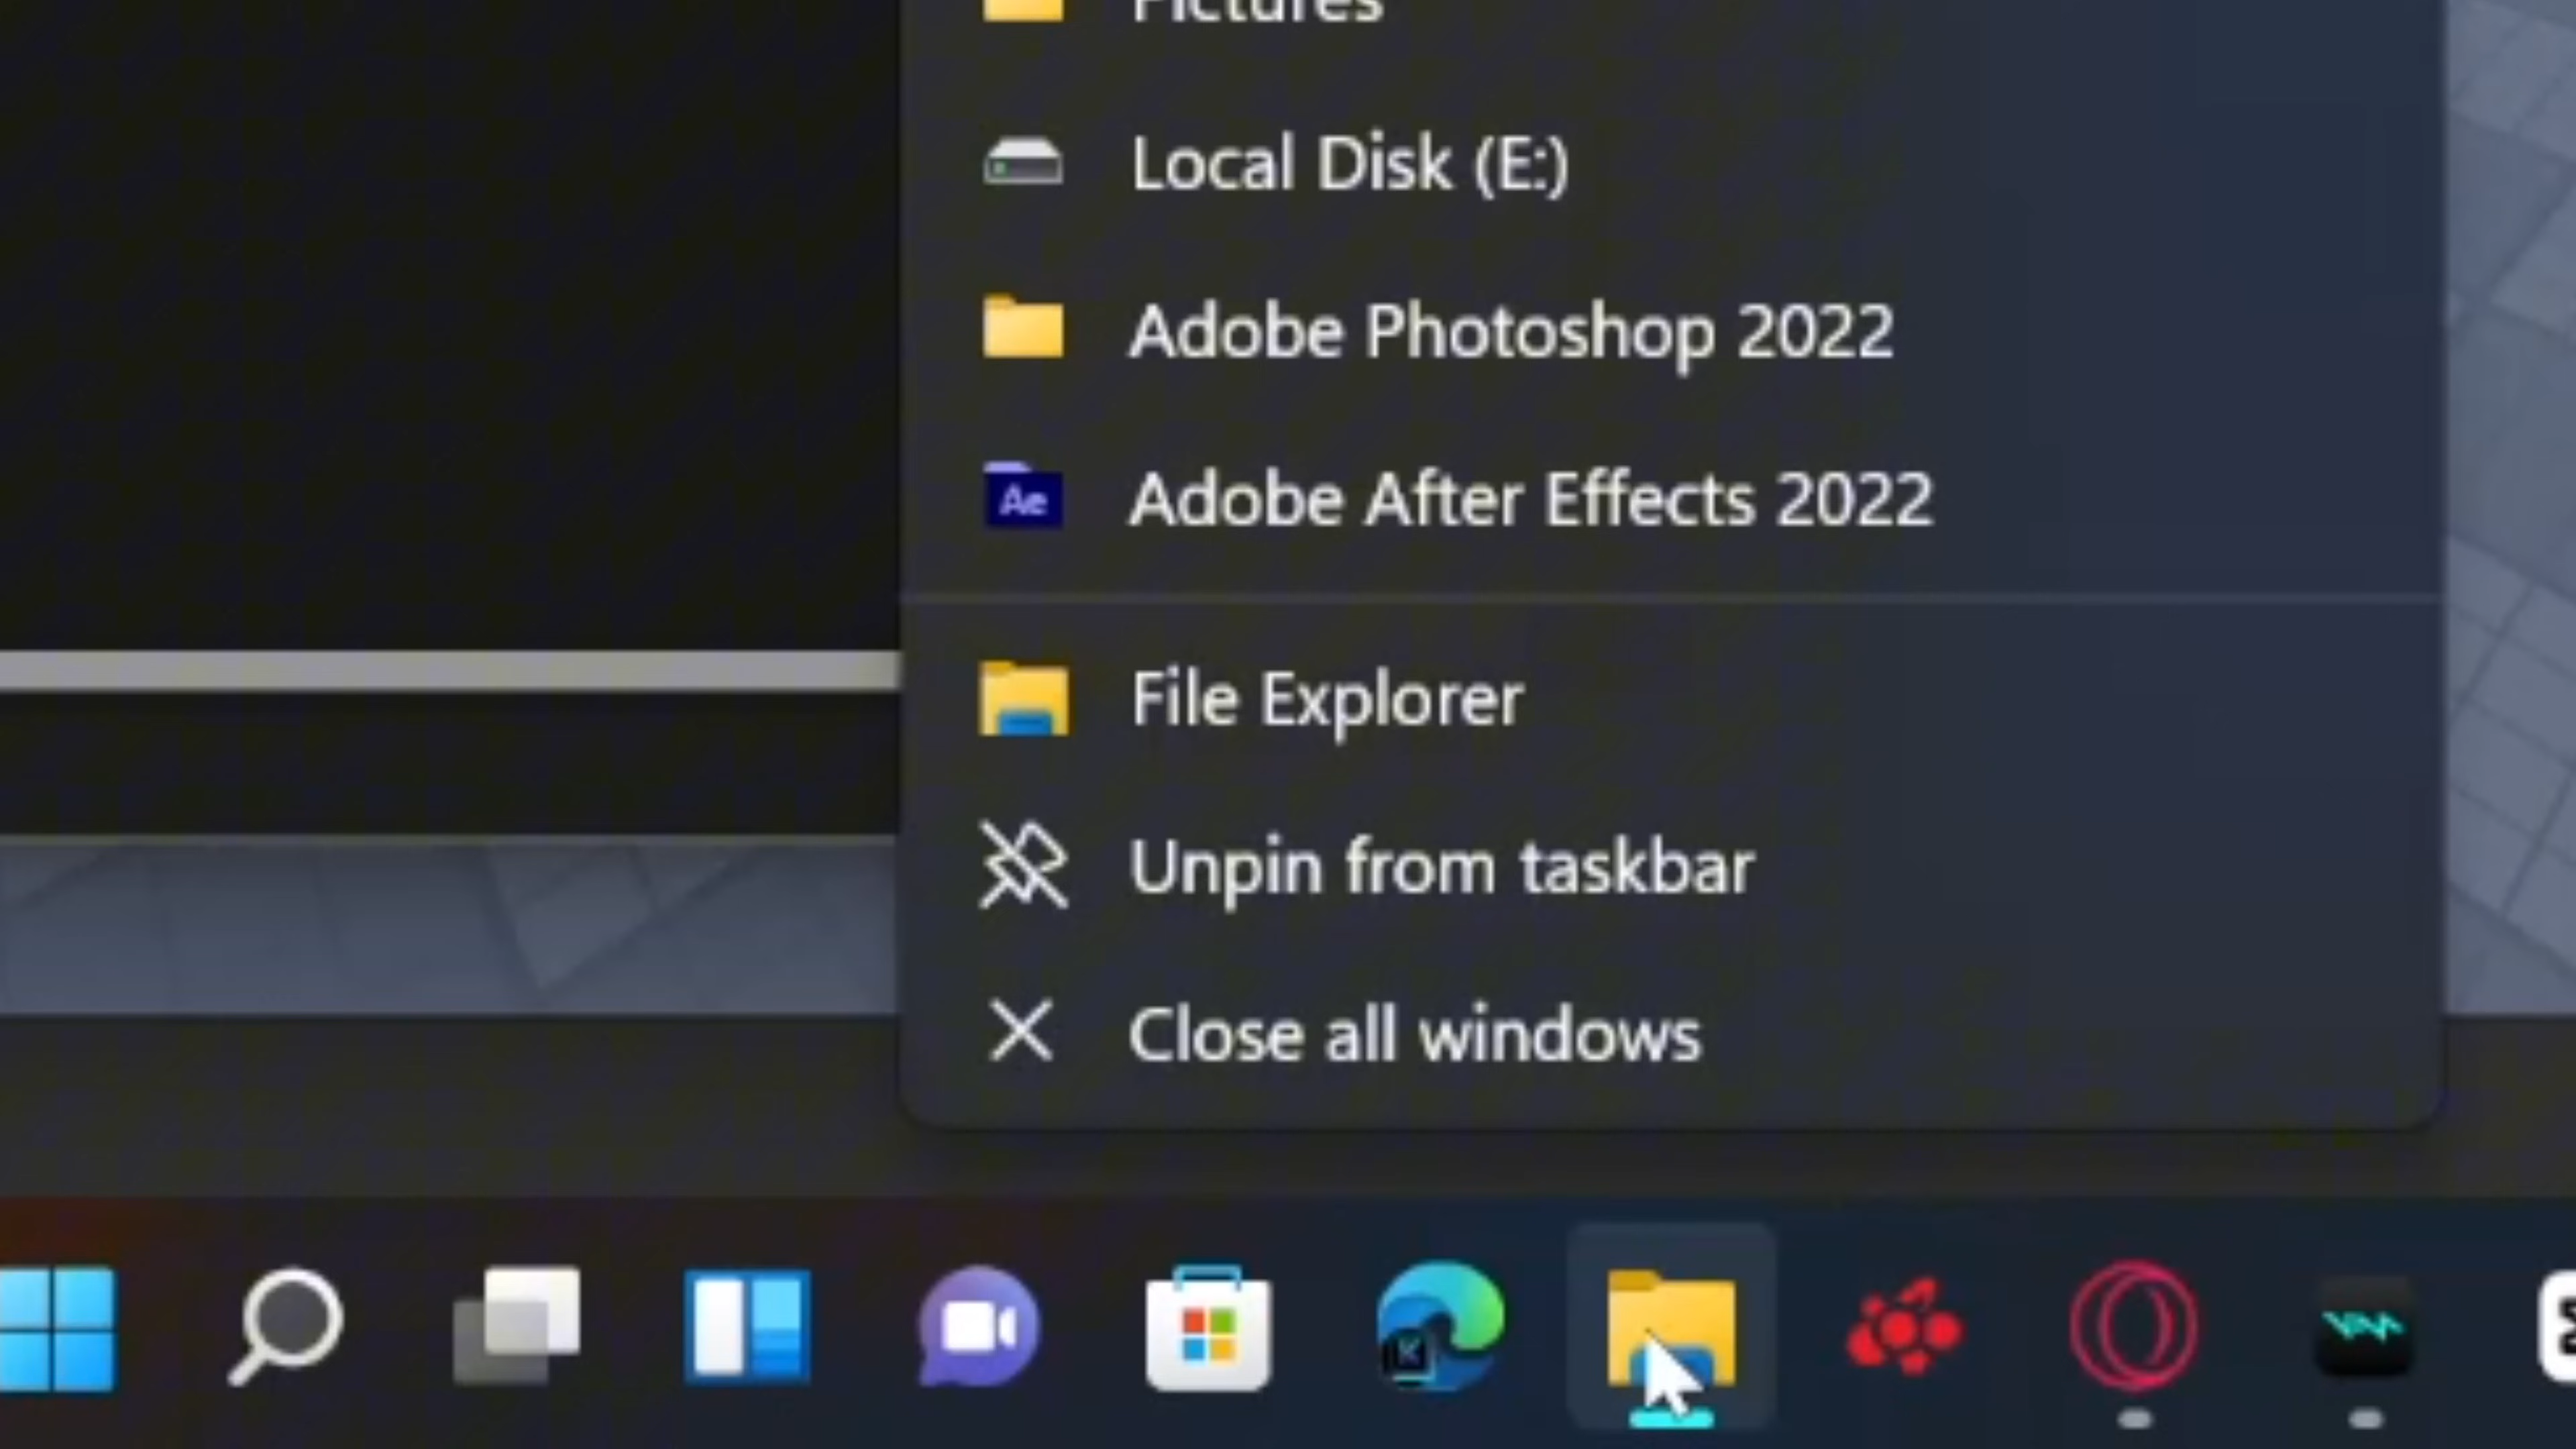 Pictures
Local Disk (E:)
Adobe Photoshop 2022
Ae Adobe After Effects 2022
File Explorer
Unpin from taskbar
Close all windows